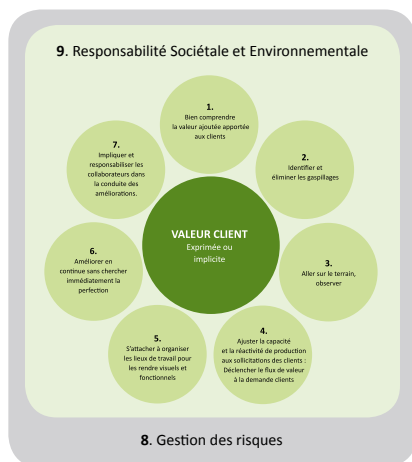 9. Responsabilité Sociétale et Environnementale
1.
Bien comprendre
la valeur ajoutée apportée
aux clients
7.
Impliquer et
responsabiliser les
collaborateurs dans
la conduite des
améliorations.
2.
Identifier et
éliminer les gaspillages
VALEUR CLIENT
Exprimée ou
implicite
6.
Améliorer en
continue sans chercher
immédiatement la
perfection
3.
Aller sur le terrain,
observer
5.
S'attacher à organiser
les lieux de travail pour
les rendre visuels et
fonctionnels
4.
Ajuster la capacité
et la réactivité de production
aux sollicitations des clients :
Déclencher le flux de valeur
à la demande clients
8. Gestion des risques